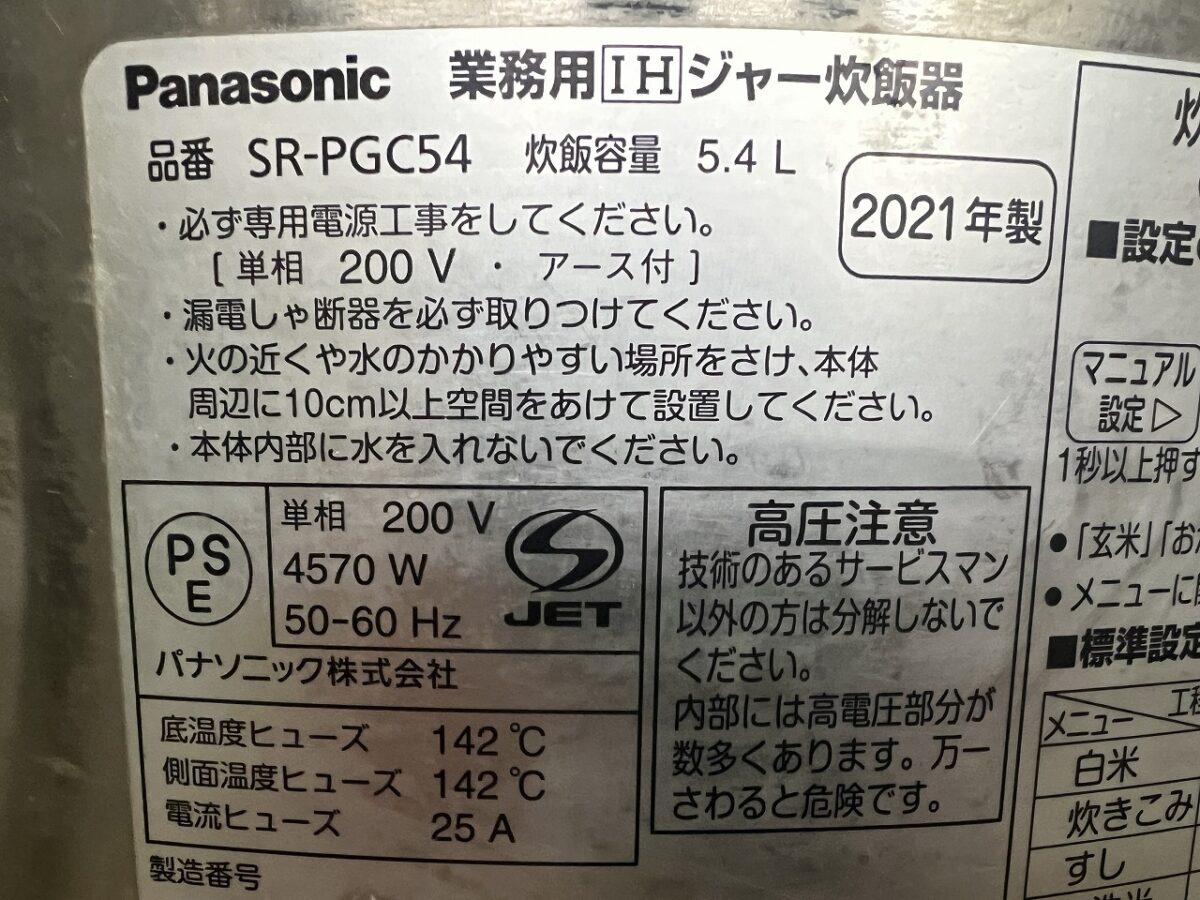 Panasonic 業務用 IH ジャー炊飯器
品番 SR-PGC54 炊飯容量 5.4 L
2021年製
・必ず専用電源工事をしてください。
[ 単相 200 V ・ アース付 ]
・漏電しゃ断器を必ず取りつけてください。
・火の近くや水のかかりやすい場所をさけ、本体
周辺に10cm以上空間をあけて設置してください。
・本体内部に水を入れないでください。
PS
E
単相 200 V
4570 W
50-60 Hz
JET
パナソニック株式会社
底温度ヒューズ 142 ℃
側面温度ヒューズ 142 ℃
電流ヒューズ 25 A
製造番号
高圧注意
技術のあるサービスマン
以外の方は分解しないで
ください。
内部には高電圧部分が
数多くあります。万一
さわると危険です。
炊
■設定
マニュアル
設定▷
1秒以上押す
●「玄米」「お
●メニューに
■標準設定
工程
メニュー
白米
炊きこみ
すし